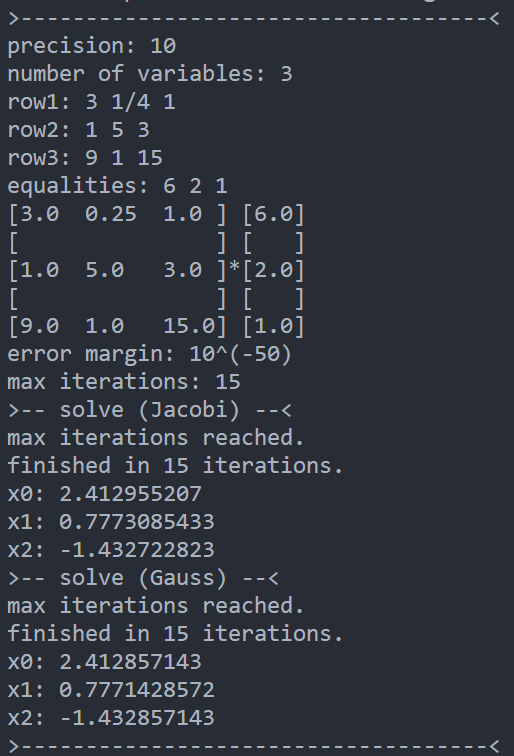 >------------------------------------<
precision: 10
number of variables: 3
row1: 3 1/4 1
row2: 1 5 3
row3: 9 1 15
equalities: 6 2 1
[3.0  0.25  1.0 ] [6.0]
[               ] [   ]
[1.0  5.0   3.0 ]*[2.0]
[               ] [   ]
[9.0  1.0   15.0] [1.0]
error margin: 10^(-50)
max iterations: 15
>-- solve (Jacobi) --<
max iterations reached.
finished in 15 iterations.
x0: 2.412955207
x1: 0.7773085433
x2: -1.432722823
>-- solve (Gauss) --<
max iterations reached.
finished in 15 iterations.
x0: 2.412857143
x1: 0.7771428572
x2: -1.432857143
>------------------------------------<